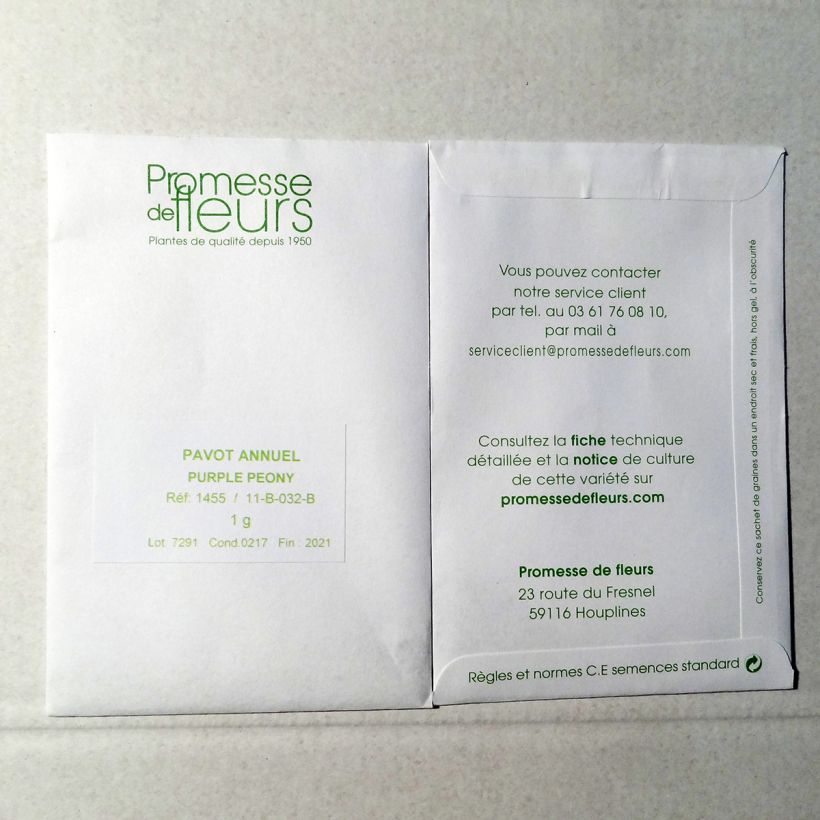 Promesse
de fleurs
Plantes de qualité depuis 1950
PAVOT ANNUEL
PURPLE PEONY
Réf: 1455 / 11-B-032-B
1 g
Lot 7291 Cond.0217 Fin : 2021
Vous pouvez contacter
notre service client
par tel. au 03 61 76 08 10,
par mail à
serviceclient@promessedefleurs.com
Consultez la fiche technique
détaillée et la notice de culture
de cette variété sur
promessedefleurs.com
Promesse de fleurs
23 route du Fresnel
59116 Houplines
Règles et normes C.E semences standard
Conservez ce sachet de graines dans un endroit sec et frais, hors gel, à l'obscurité